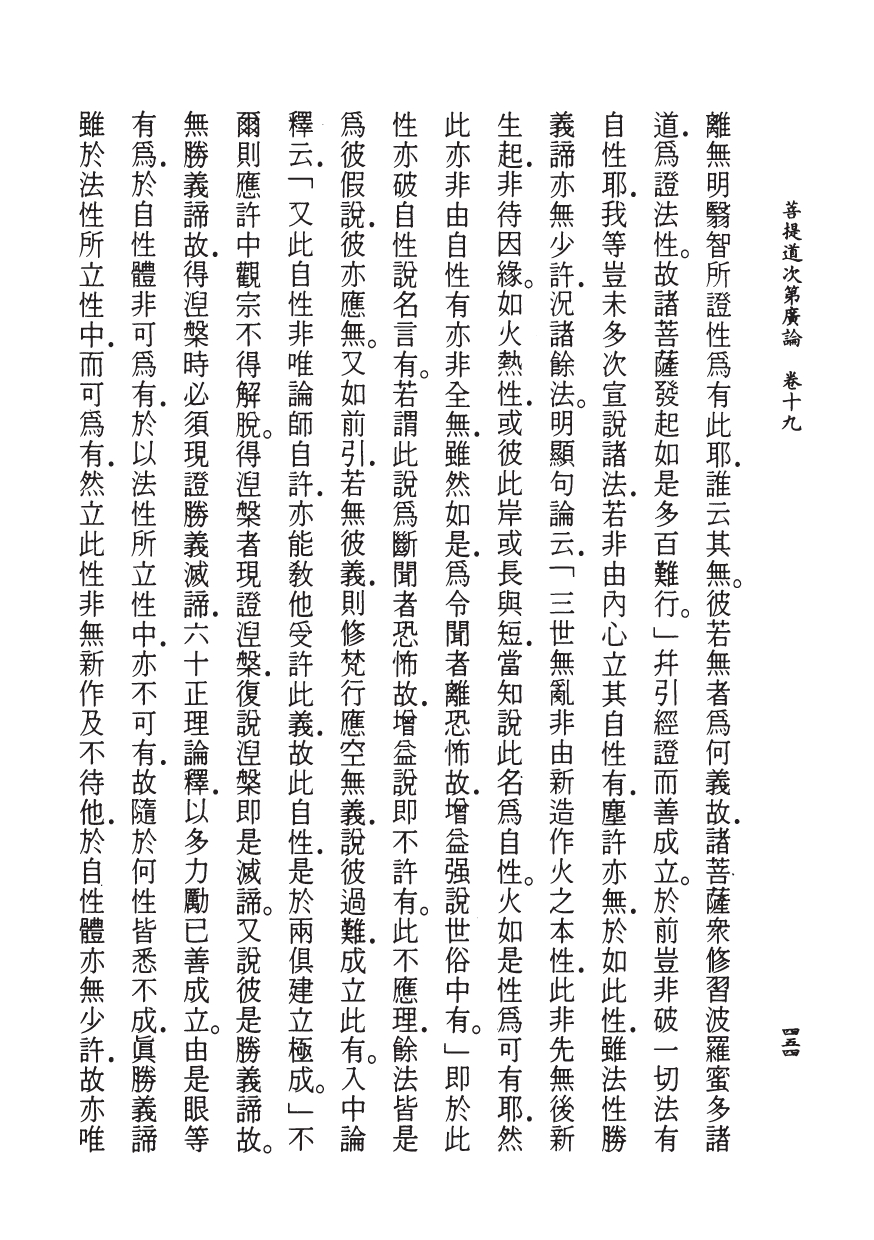 菩提道次第廣論　卷十九
四五四
離無明翳智所證性爲有此耶．誰云其無。彼若無者爲何義故．諸菩薩衆修習波羅蜜多諸
道．爲證法性。故諸菩薩發起如是多百難行。」幷引經證而善成立。於前豈非破一切法有
自性耶．我等豈未多次宣說諸法．若非由內心立其自性有．塵許亦無．於如此性．雖法性勝
義諦亦無少許．況諸餘法。明顯句論云．「三世無亂非由新造作火之本性．此非先無後新
生起．非待因緣。如火熱性．或彼此岸．或長與短．當知說此名爲自性。火如是性爲可有耶．然
此亦非由自性有亦非全無．雖然如是．爲令聞者離恐怖故．增益强說世俗中有。」即於此
性亦破自性說名言有。若謂此說爲斷聞者恐怖故．增益說即不許有。此不應理．餘法皆是
爲彼假說．彼亦應無。又如前引．若無彼義．則修梵行應空無義．說彼過難．成立此有。入中論
釋云．「又此自性非唯論師自許．亦能敎他受許此義．故此自性．是於兩俱建立極成。」不
爾則應許中觀宗不得解脫。得湼槃者現證湼槃．復說湼槃即是滅諦。又說彼是勝義諦故。
無勝義諦故．得湼槃時必須現證勝義滅諦．六十正理論釋．以多力勵已善成立。由是眼等
有爲．於自性體非可爲有．於以法性所立性中．亦不可有．故隨於何性皆悉不成．眞勝義諦
雖於法性所立性中．而可爲有．然立此性非無新作及不待他．於自性體亦無少許．故亦唯